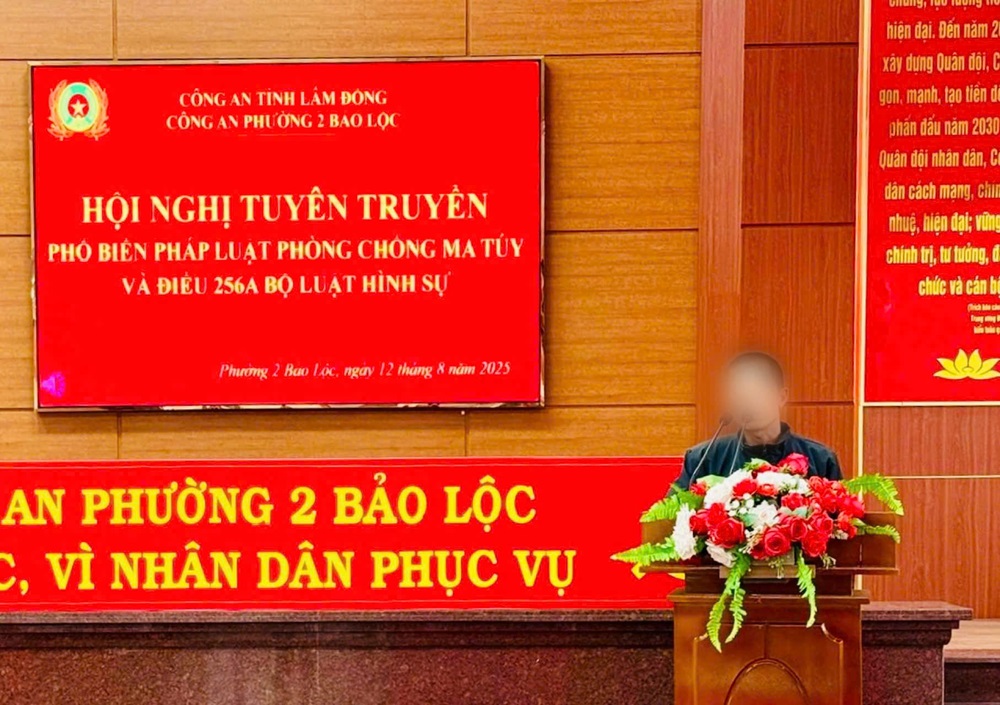 CÔNG AN TỈNH LÂM ĐỒNG
CÔNG AN PHƯỜNG 2 BẢO LỘC
HỘI NGHỊ TUYÊN TRUYỀN
PHỔ BIẾN PHÁP LUẬT PHÒNG CHỐNG MA TÚY
VÀ ĐIỀU 256A BỘ LUẬT HÌNH SỰ
Phường 2 Bảo Lộc, ngày 12 tháng 8 năm 2025
AN PHƯỜNG 2 BẢO LỘC
C, VÌ NHÂN DÂN PHỤC VỤ
hiện đại. Đến năm 20
xây dựng Quân đội, C
gọn, mạnh, tạo tiền đ
phấn đấu năm 2030
Quân đội nhân dân, Cô
dân cách mạng, chín
nhuệ, hiện đại; vững
chính trị, tư tưởng, đ
chức và cán bộ